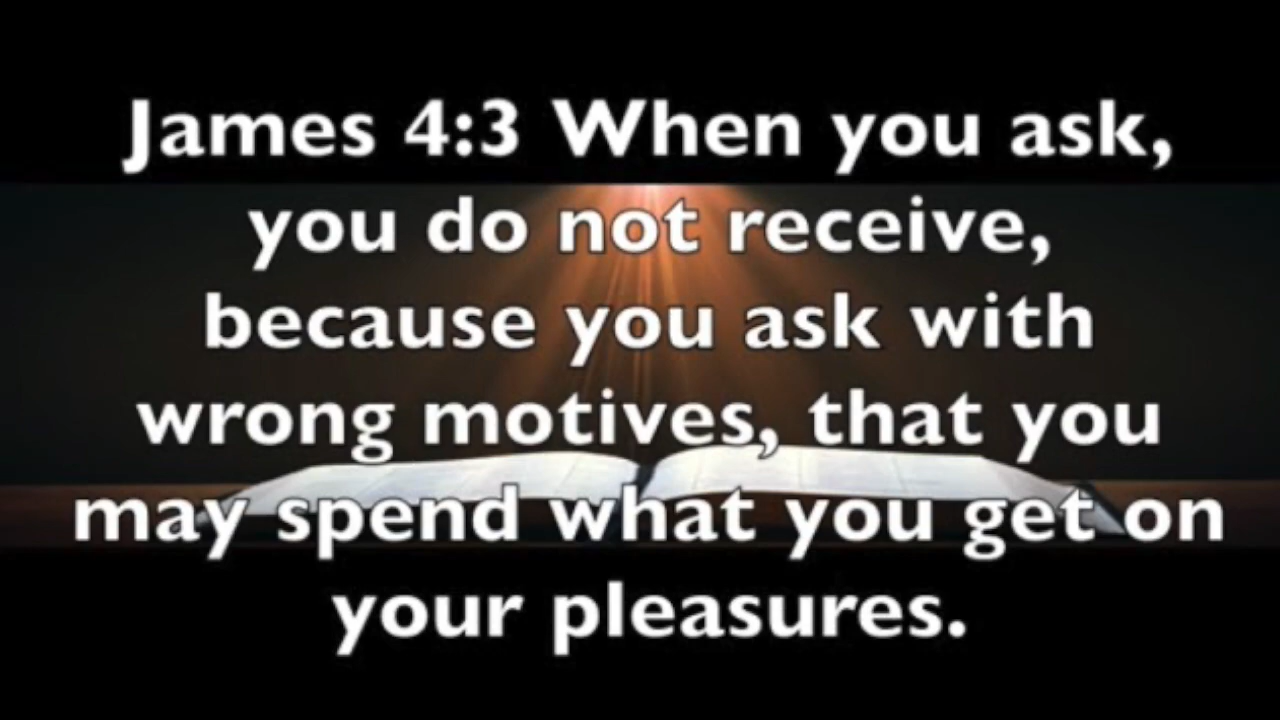 James 4:3 When you ask,
you do not receive,
because you ask with
wrong motives, that you
may spend what you get on
your pleasures.